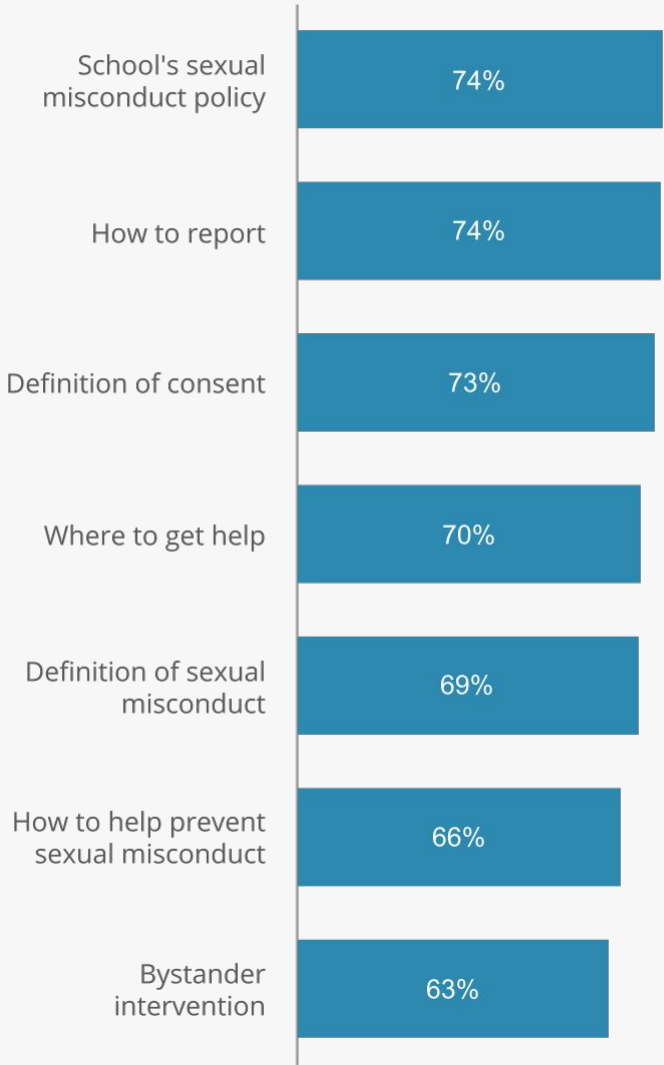 School's sexual
misconduct policy
74%
How to report
74%
Definition of consent
73%
Where to get help
70%
Definition of sexual
misconduct
69%
How to help prevent
sexual misconduct
66%
Bystander
intervention
63%